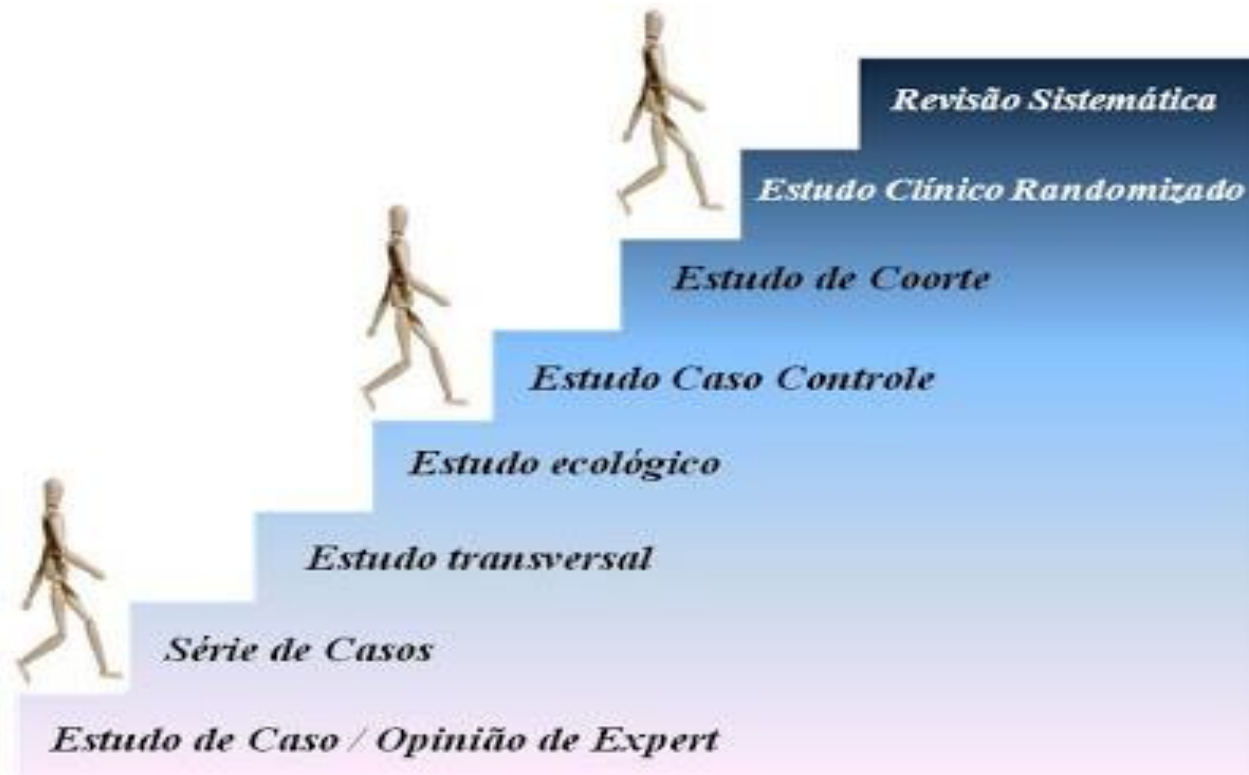 Revisão Sistemática
Estudo Clínico Randomizado
Estudo de Coorte
Estudo Caso Controle
Estudo ecológico
Estudo transversal
Série de Casos
Estudo de Caso / Opinião de Expert